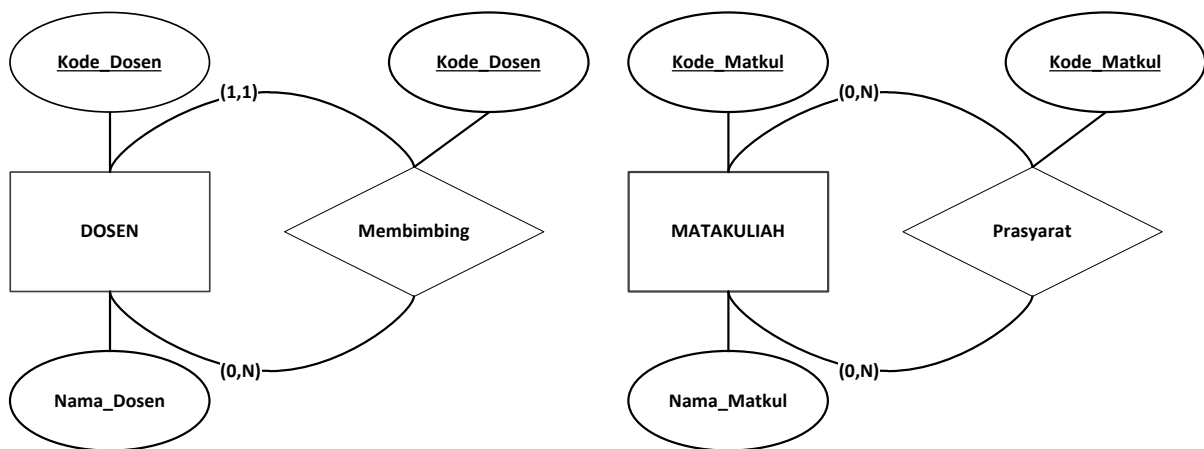 Kode_Dosen
Kode_Dosen
(1,1)
DOSEN
Membimbing
(0,N)
Nama_Dosen
Kode_Matkul
Kode_Matkul
(0,N)
MATAKULIAH
Prasyarat
(0,N)
Nama_Matkul